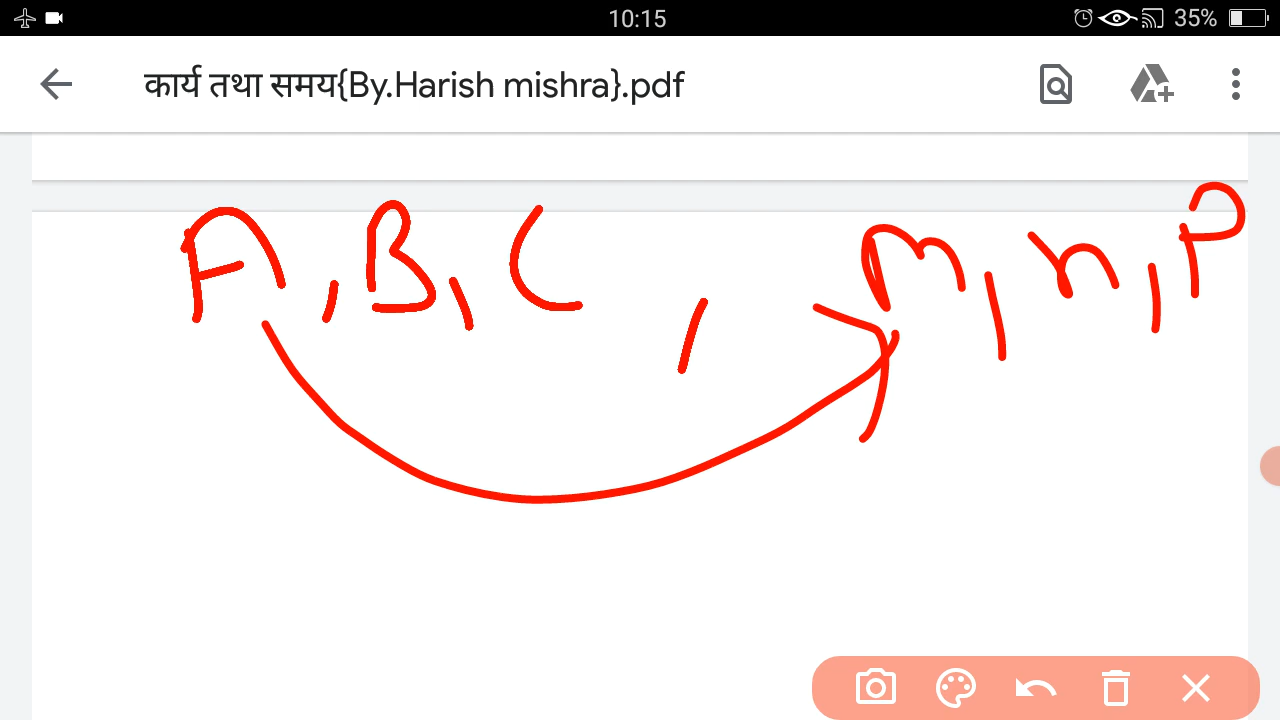 10:15 35%
कार्य तथा समय{By.Harish mishra}.pdf
A, B, C, m, n, P